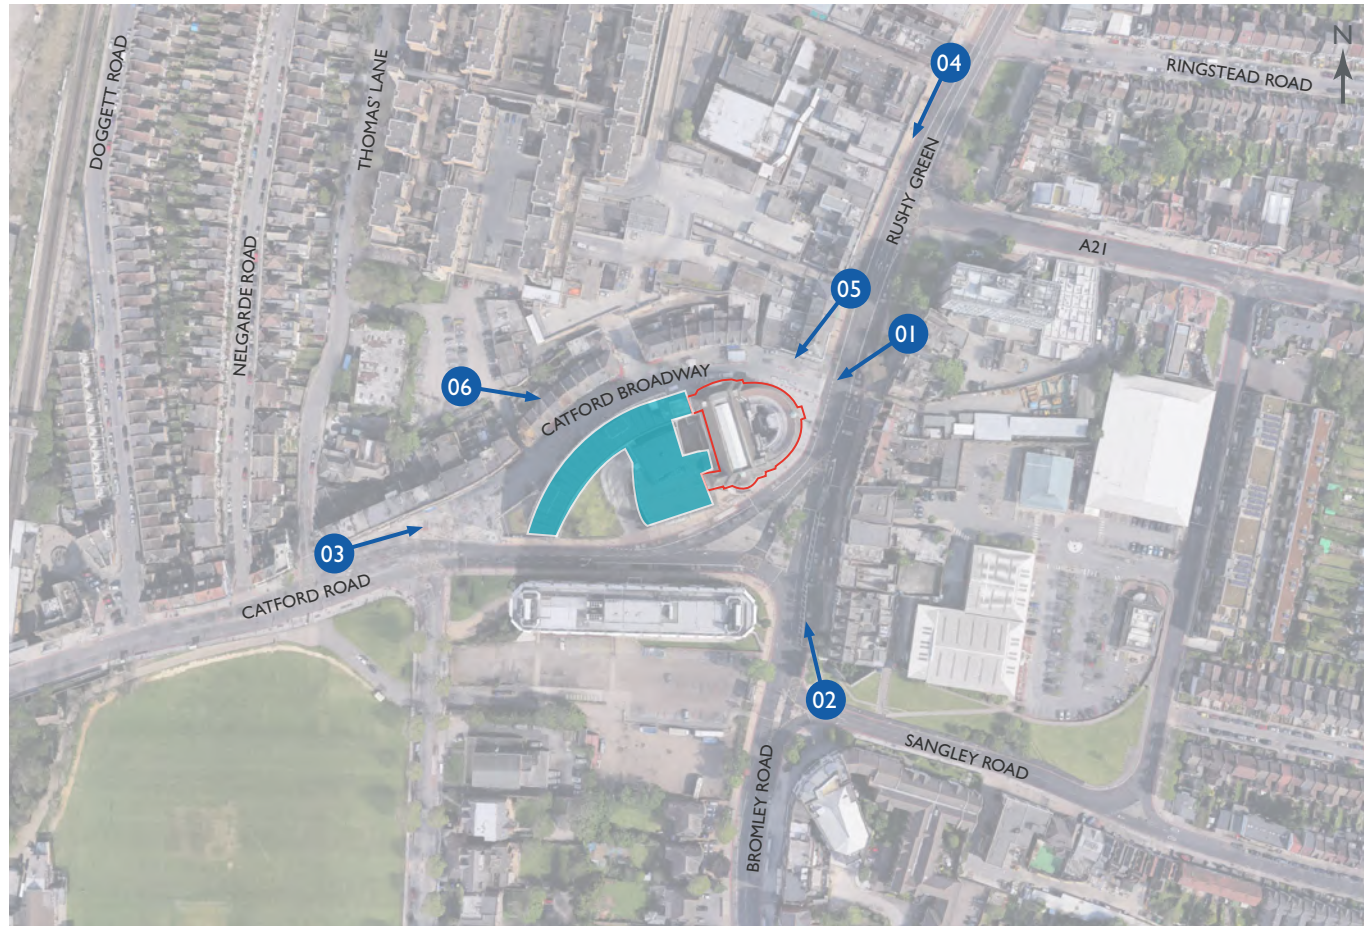 N
04
RINGSTEAD ROAD
DOGGETT ROAD
THOMAS' LANE
RUSHY GREEN
A21
NELGARDE ROAD
05
01
06
CATFORD BROADWAY
03
CATFORD ROAD
02
SANGLEY ROAD
BROMLEY ROAD